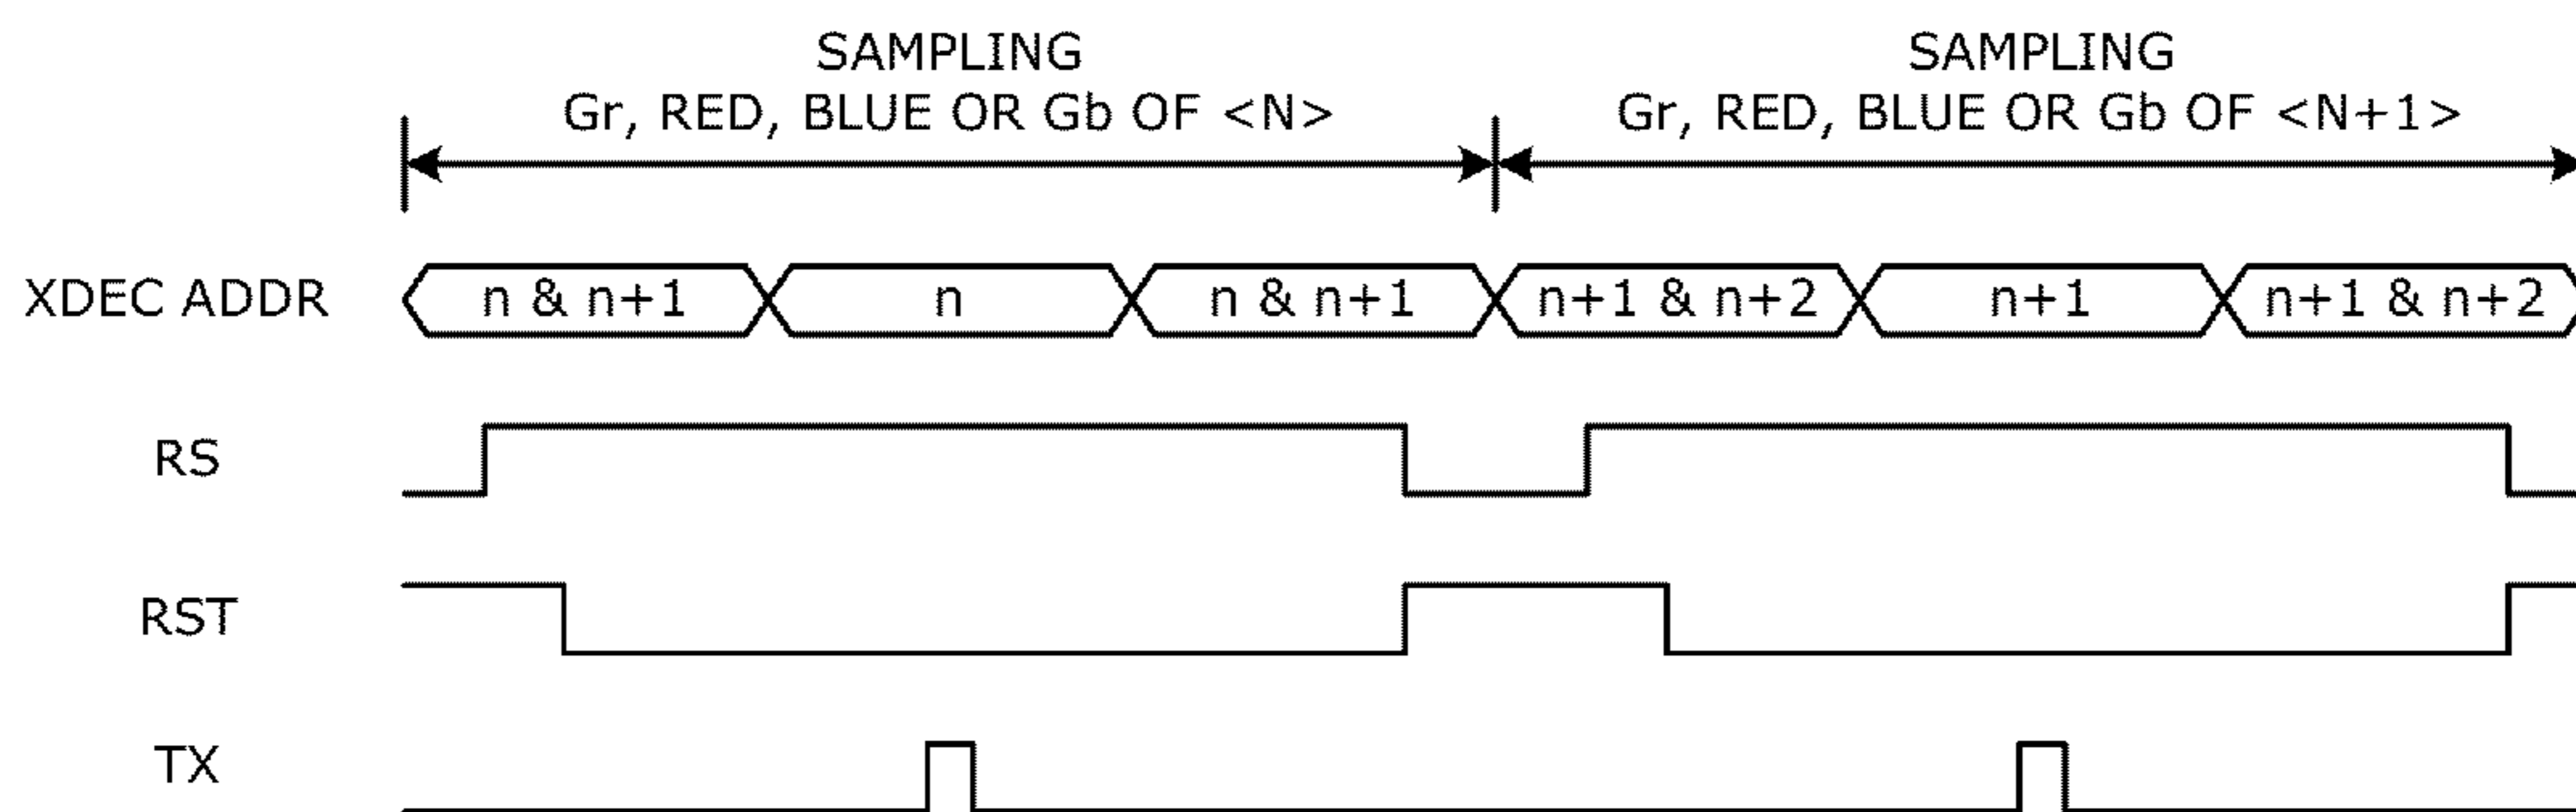 SAMPLING
Gr, RED, BLUE OR Gb OF <N>
SAMPLING
Gr, RED, BLUE OR Gb OF <N+1>
XDEC ADDR
n & n+1
n
n & n+1
n+1 & n+2
n+1
n+1 & n+2
RS
RST
TX